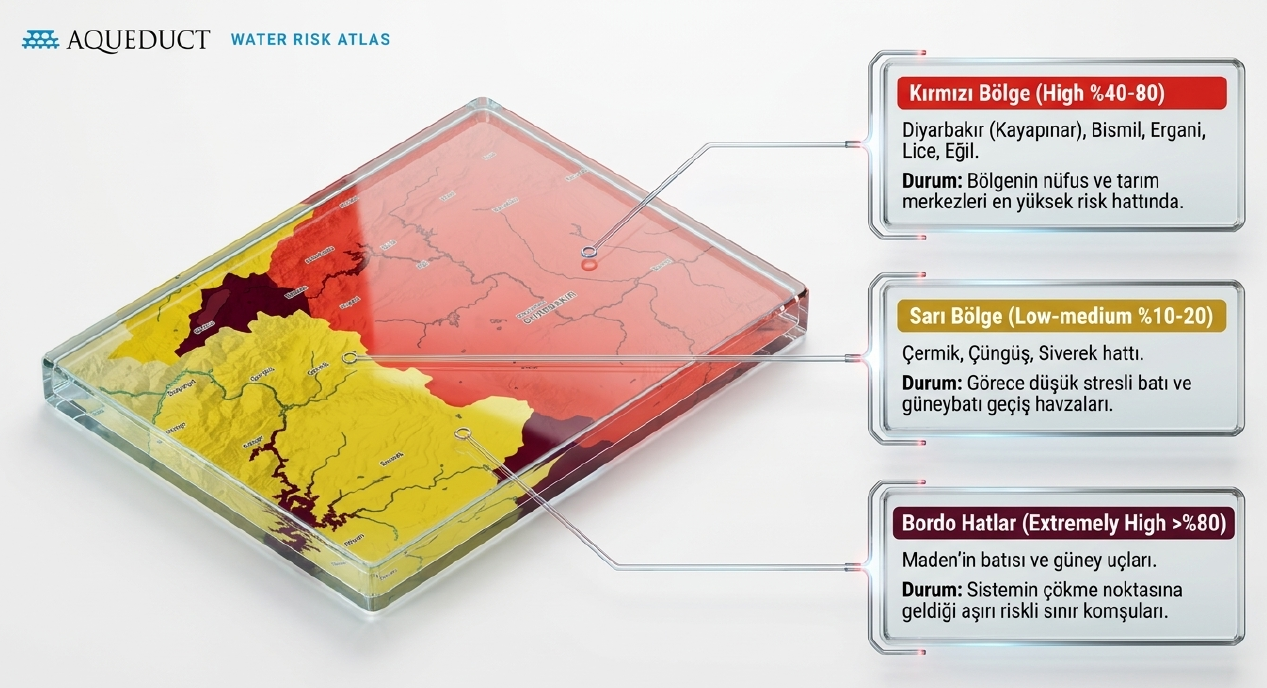 AQUEDUCT WATER RISK ATLAS
Kırmızı Bölge (High %40-80)
Diyarbakır (Kayapınar), Bismil, Ergani,
Lice, Eğil.
Durum: Bölgenin nüfus ve tarım
merkezleri en yüksek risk hattında.
Sarı Bölge (Low-medium %10-20)
Çermik, Çüngüş, Siverek hattı.
Durum: Görece düşük stresli batı ve
güneybatı geçiş havzaları.
Bordo Hatlar (Extremely High >%80)
Maden'in batısı ve güney uçları.
Durum: Sistemin çökme noktasına
geldiği aşırı riskli sınır komşuları.